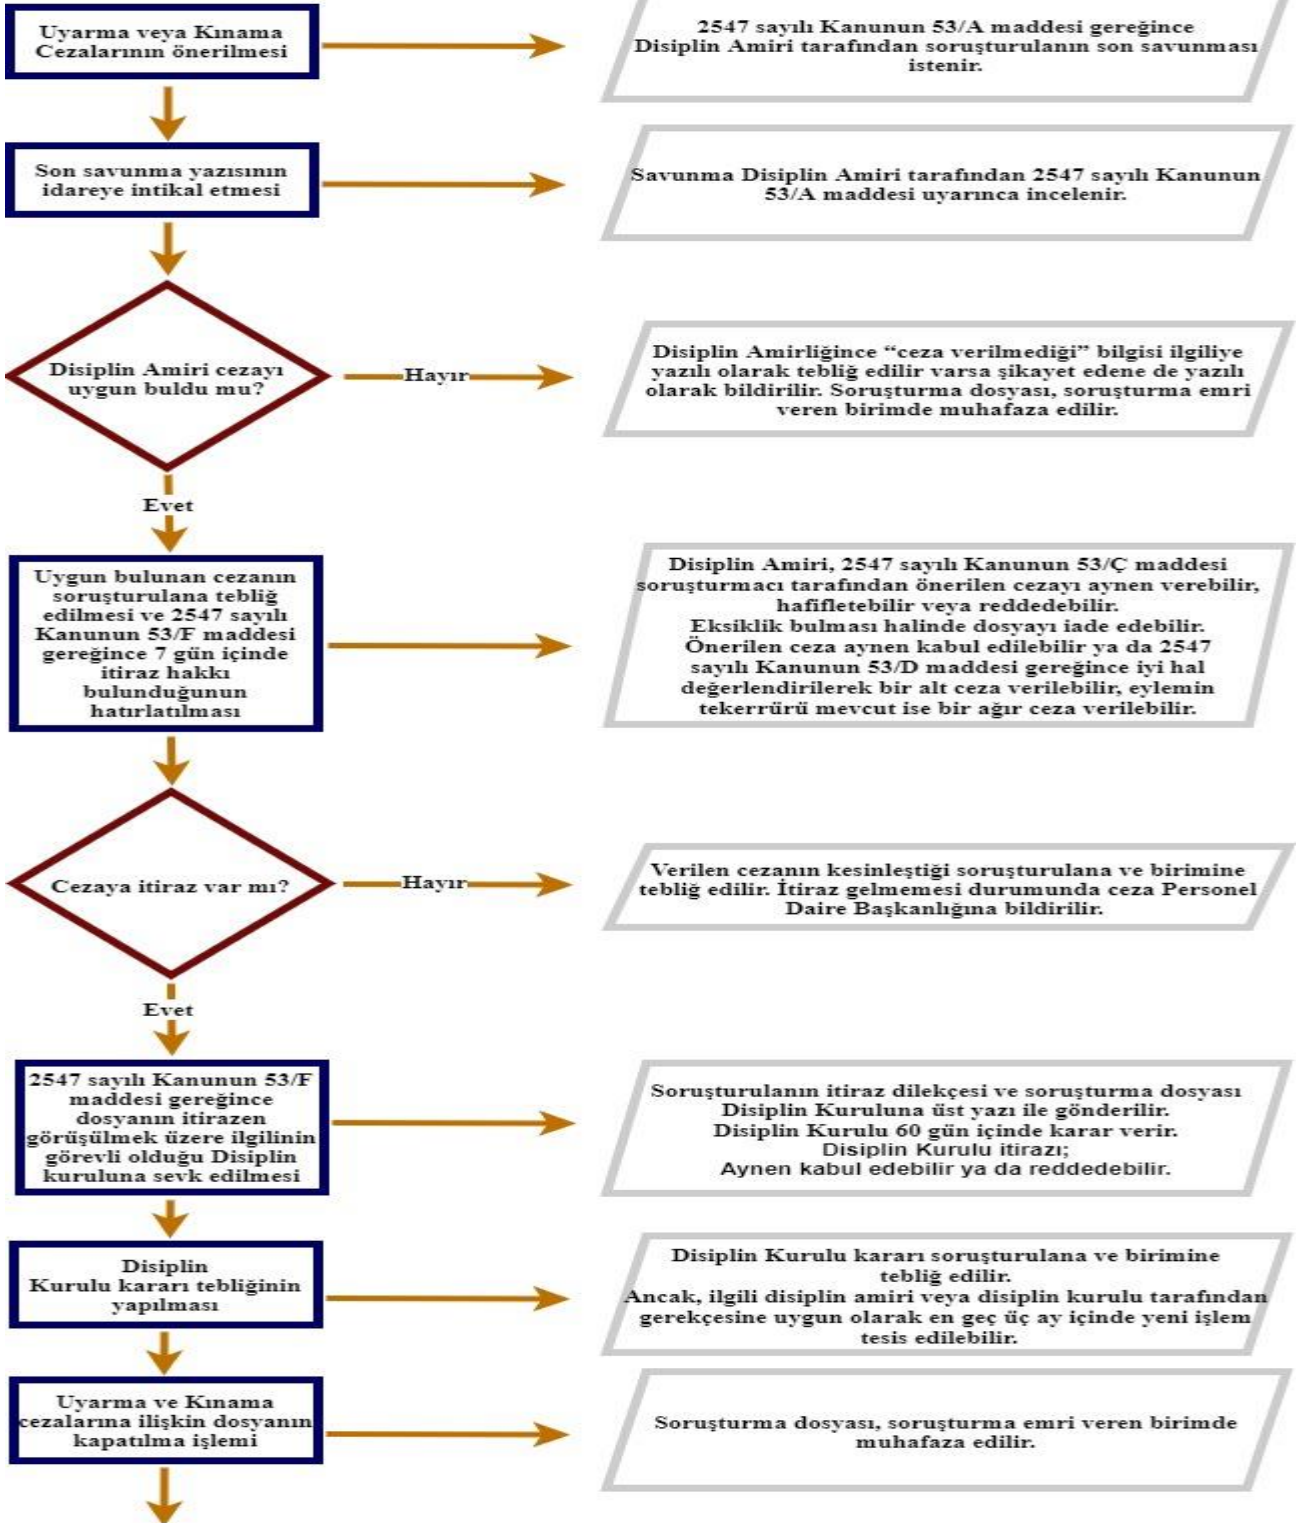 Uyarma veya Kınama
Cezalarının önerilmesi
2547 sayılı Kanunun 53/A maddesi gereğince
Disiplin Amiri tarafından soruşturulanın son savunması
istenir.
Son savunma yazısının
idareye intikal etmesi
Savunma Disiplin Amiri tarafından 2547 sayılı Kanunun
53/A maddesi uyarınca incelenir.
Disiplin Amiri cezayı
uygun buldu mu?
Hayır
Disiplin Amirliğince “ceza verilmediği” bilgisi ilgiliye
yazılı olarak tebliğ edilir varsa şikayet edene de yazılı
olarak bildirilir. Soruşturma dosyası, soruşturma emri
veren birimde muhafaza edilir.
Evet
Uygun bulunan cezanın
soruşturulana tebliğ
edilmesi ve 2547 sayılı
Kanunun 53/F maddesi
gereğince 7 gün içinde
itiraz hakkı
bulunduğunun
hatırlatılması
Disiplin Amiri, 2547 sayılı Kanunun 53/Ç maddesi
soruşturmacı tarafından önerilen cezayı aynen verebilir,
hafifletebilir veya reddedebilir.
Eksiklik bulması halinde dosyayı iade edebilir.
Önerilen ceza aynen kabul edilebilir ya da 2547
sayılı Kanunun 53/D maddesi gereğince iyi hal
değerlendirilerek bir alt ceza verilebilir, eylemin
tekerrürü mevcut ise bir ağır ceza verilebilir.
Cezaya itiraz var mı?
Hayır
Verilen cezanın kesinleştiği soruşturulana ve birimine
tebliğ edilir. İtiraz gelmemesi durumunda ceza Personel
Daire Başkanlığına bildirilir.
Evet
2547 sayılı Kanunun 53/F
maddesi gereğince
dosyanın itirazen
görüşülmek üzere ilgilinin
görevli olduğu Disiplin
kuruluna sevk edilmesi
Soruşturulanın itiraz dilekçesi ve soruşturma dosyası
Disiplin Kuruluna üst yazı ile gönderilir.
Disiplin Kurulu 60 gün içinde karar verir.
Disiplin Kurulu itirazı;
Aynen kabul edebilir ya da reddedebilir.
Disiplin
Kurulu kararı tebliğinin
yapılması
Disiplin Kurulu kararı soruşturulana ve birimine
tebliğ edilir.
Ancak, ilgili disiplin amiri veya disiplin kurulu tarafından
gerekçesine uygun olarak en geç üç ay içinde yeni işlem
tesis edilebilir.
Uyarma ve Kınama
cezalarına ilişkin dosyanın
kapatılma işlemi
Soruşturma dosyası, soruşturma emri veren birimde
muhafaza edilir.